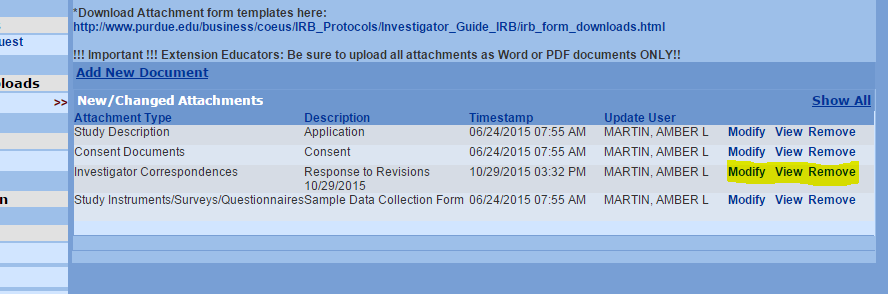 *Download Attachment form templates here:
http://www.purdue.edu/business/coeus/IRB_Protocols/Investigator_Guide_IRB/irb_form_downloads.html
uest
!!! Important !!! Extension Educators: Be sure to upload all attachments as Word or PDF documents ONLY!!
Add New Document
loads
>>
New/Changed Attachments Show All
Attachment Type Description Timestamp Update User
Study Description Application 06/24/2015 07:55 AM MARTIN, AMBER L Modify View Remove
Consent Documents Consent 06/24/2015 07:55 AM MARTIN, AMBER L Modify View Remove
Investigator Correspondences Response to Revisions 10/29/2015 03:32 PM MARTIN, AMBER L Modify View Remove
10/29/2015
n
Study Instruments/Surveys/Questionnaires Sample Data Collection Form 06/24/2015 07:55 AM MARTIN, AMBER L Modify View Remove